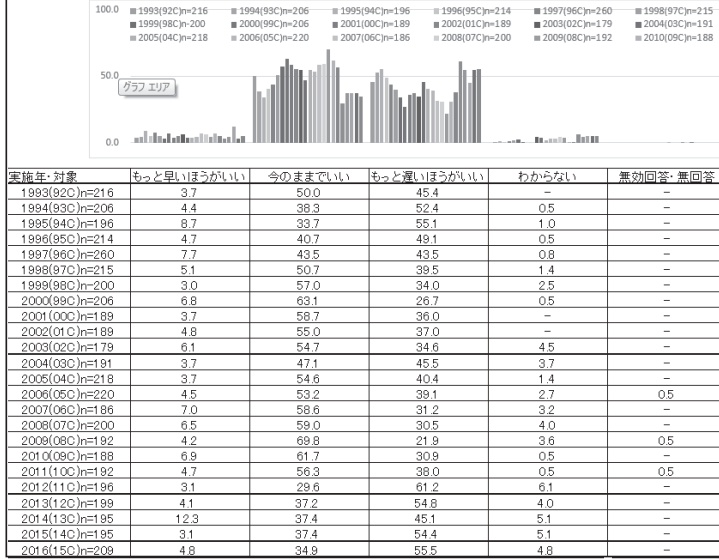 100.0 ■1993(92C)n=216 ■1994(93C)n=206 ■1995(94C)n=196 ■1996(95C)n=214 ■1997(96C)n=260 ■1998(97C)n=215
■1999(98C)n-200 ■2000(99C)n=206 ■2001(00C)n=189 ■2002(01C)n=189 ■2003(02C)n=179 ■2004(03C)n=191
■2005(04C)n=218 ■2006(05C)n=220 ■2007(06C)n=186 ■2008(07C)n=200 ■2009(08C)n=192 ■2010(09C)n=188
50.0
グラフ エリア
0.0
実施年・対象 もっと早いほうがいい 今のままでいい もっと遅いほうがいい わからない 無効回答・無回答
1993(92C)n=216 3.7 50.0 45.4 − −
1994(93C)n=206 4.4 38.3 52.4 0.5 −
1995(94C)n=196 8.7 33.7 55.1 1.0 −
1996(95C)n=214 4.7 40.7 49.1 0.5 −
1997(96C)n=260 7.7 43.5 43.5 0.8 −
1998(97C)n=215 5.1 50.7 39.5 1.4 −
1999(98C)n=200 3.0 57.0 34.0 2.5 −
2000(99C)n=206 6.8 63.1 26.7 0.5 −
2001(00C)n=189 3.7 58.7 36.0 − −
2002(01C)n=189 4.8 55.0 37.0 − −
2003(02C)n=179 6.1 54.7 34.6 4.5 −
2004(03C)n=191 3.7 47.1 45.5 3.7 −
2005(04C)n=218 3.7 54.6 40.4 1.4 −
2006(05C)n=220 4.5 53.2 39.1 2.7 0.5
2007(06C)n=186 7.0 58.6 31.2 3.2 −
2008(07C)n=200 6.5 59.0 30.5 4.0 −
2009(08C)n=192 4.2 69.8 21.9 3.6 0.5
2010(09C)n=188 6.9 61.7 30.9 0.5 −
2011(10C)n=192 4.7 56.3 38.0 0.5 0.5
2012(11C)n=196 3.1 29.6 61.2 6.1 −
2013(12C)n=199 4.1 37.2 54.8 4.0 −
2014(13C)n=195 12.3 37.4 45.1 5.1 −
2015(14C)n=195 3.1 37.4 54.4 5.1 −
2016(15C)n=209 4.8 34.9 55.5 4.8 −